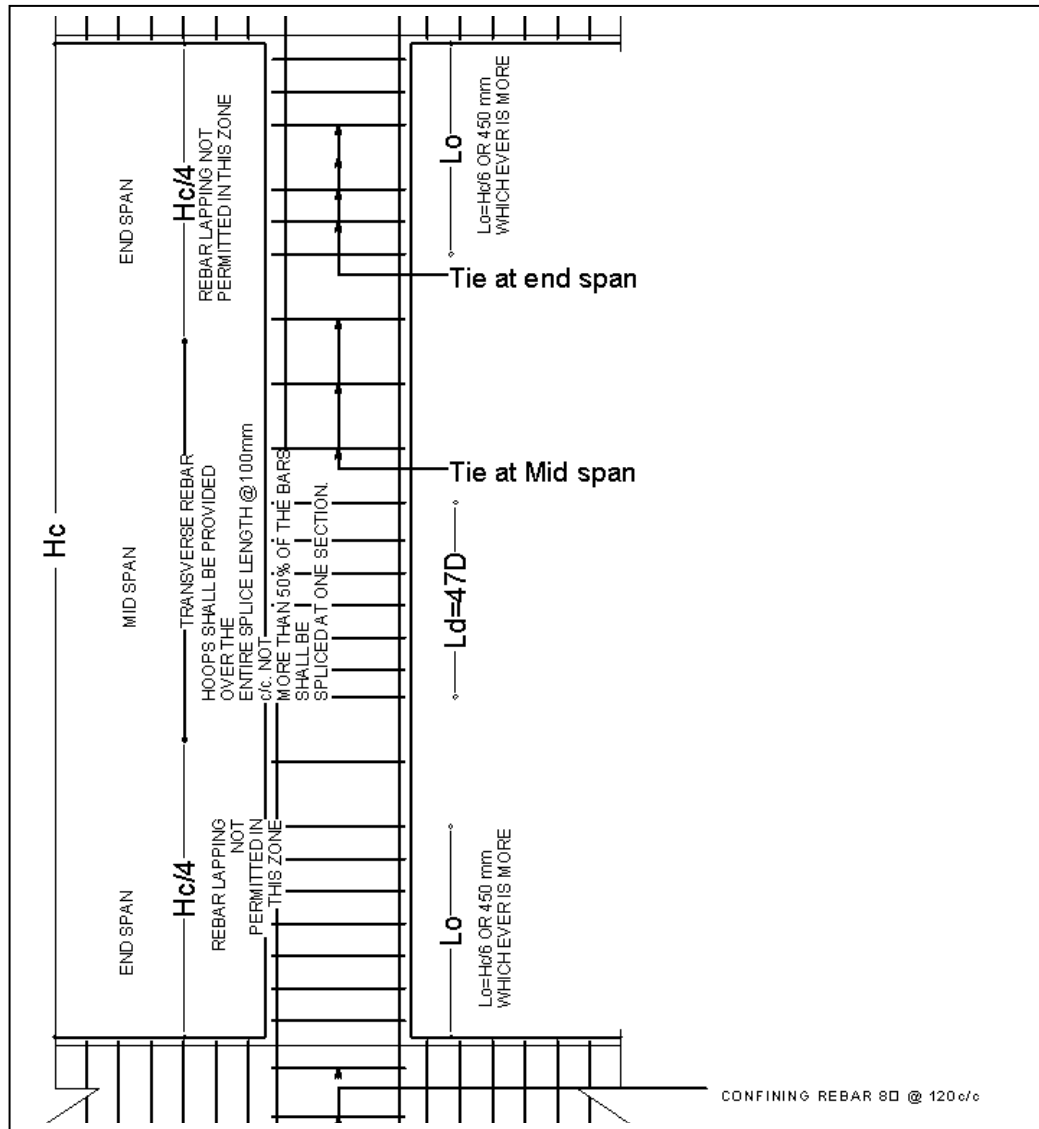 Hc
END SPAN
Hc/4
REBAR LAPPING NOT
PERMITTED IN THIS ZONE
Lo
Lo=Hc/6 OR 450 mm
WHICH EVER IS MORE
Tie at end span
MID SPAN
TRANSVERSE REBAR
HOOPS SHALL BE PROVIDED
OVER THE
ENTIRE SPLICE LENGTH @100mm
c/c. NOT
MORE THAN 50% OF THE BARS
SHALL BE
SPLICED AT ONE SECTION.
Tie at Mid span
Ld=47D
END SPAN
Hc/4
REBAR LAPPING
NOT
PERMITTED IN
THIS ZONE
Lo
Lo=Hc/6 OR 450 mm
WHICH EVER IS MORE
CONFINING REBAR 8□ @ 120c/c